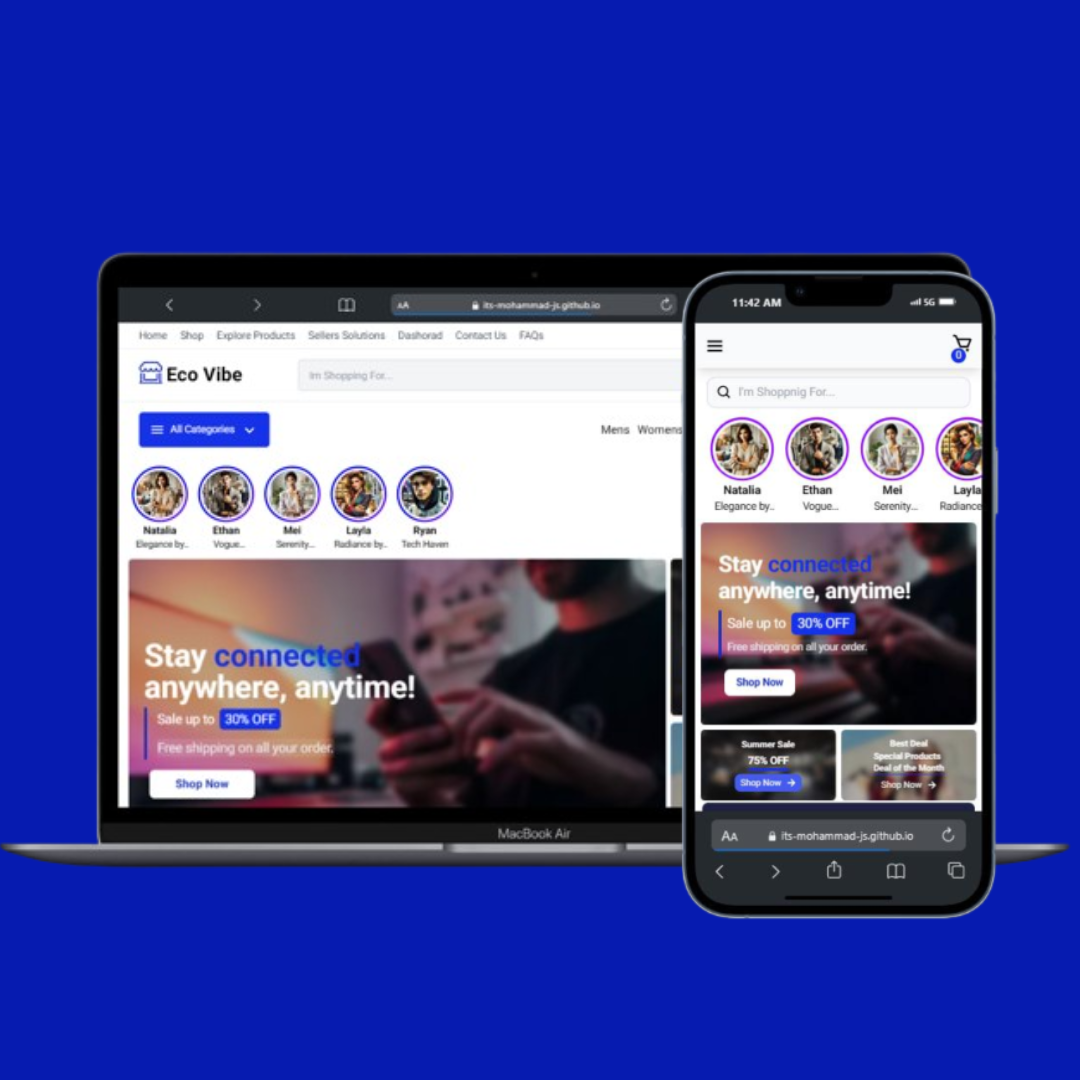 AA its-mohammad-js.github.io
Home Shop Explore Products Sellers Solutions Dashorad Contact Us FAQs
Eco Vibe
Im Shopping For...
All Categories
Mens Womens
Natalia Ethan Mei Layla Ryan
Elegance by.. Vogue... Serenity... Radiance by.. Tech Haven
Stay connected
anywhere, anytime!
Sale up to 30% OFF
Free shipping on all your order.
Shop Now
MacBook Air
11:42 AM 5G
0
I'm Shoppnig For...
Natalia Ethan Mei Layla
Elegance by.. Vogue... Serenity... Radiance
Stay connected
anywhere, anytime!
Sale up to 30% OFF
Free shipping on all your order.
Shop Now
Summer Sale
75% OFF
Shop Now
Best Deal
Special Products
Deal of the Month
Shop Now
AA its-mohammad-js.github.io